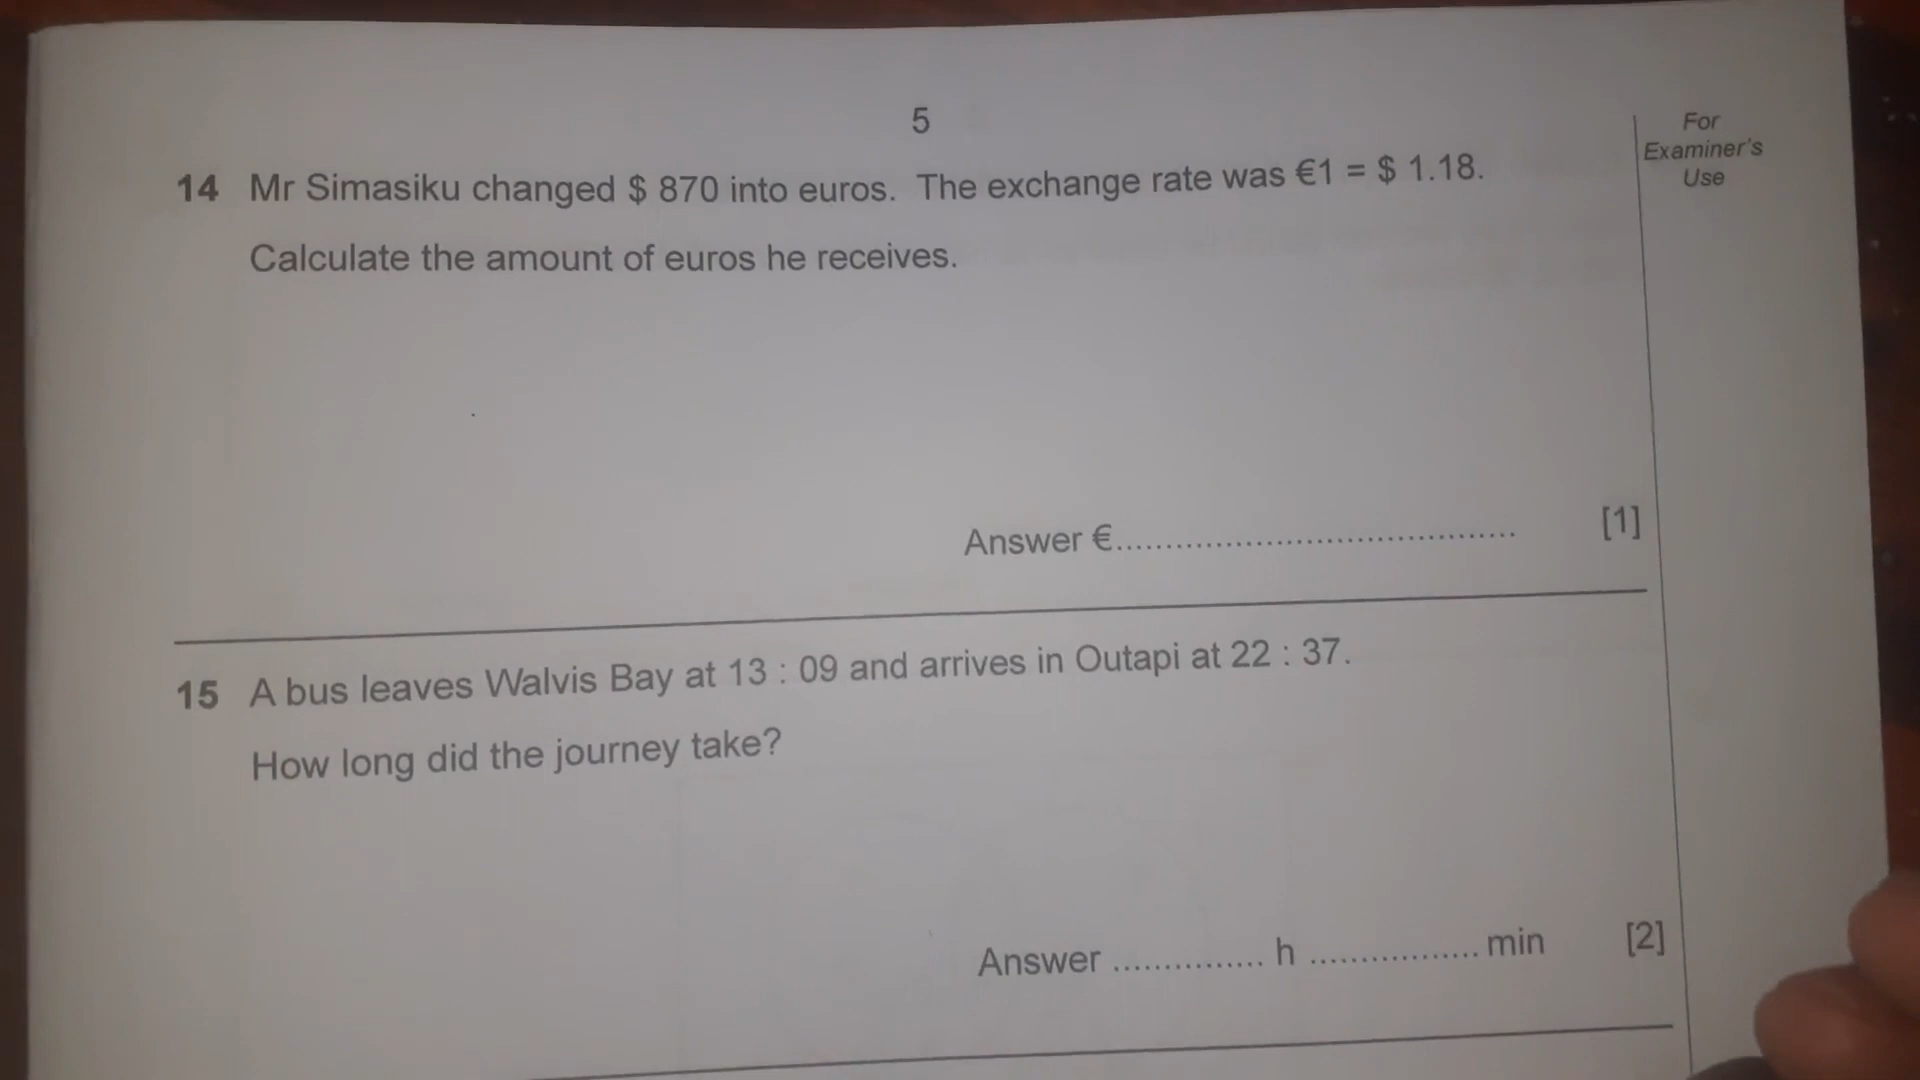 5
For
Examiner's
Use
14 Mr Simasiku changed $ 870 into euros. The exchange rate was €1 = $ 1.18.
Calculate the amount of euros he receives.
Answer €........................................ [1]
15 A bus leaves Walvis Bay at 13 : 09 and arrives in Outapi at 22 : 37.
How long did the journey take?
Answer ............... h ................. min [2]